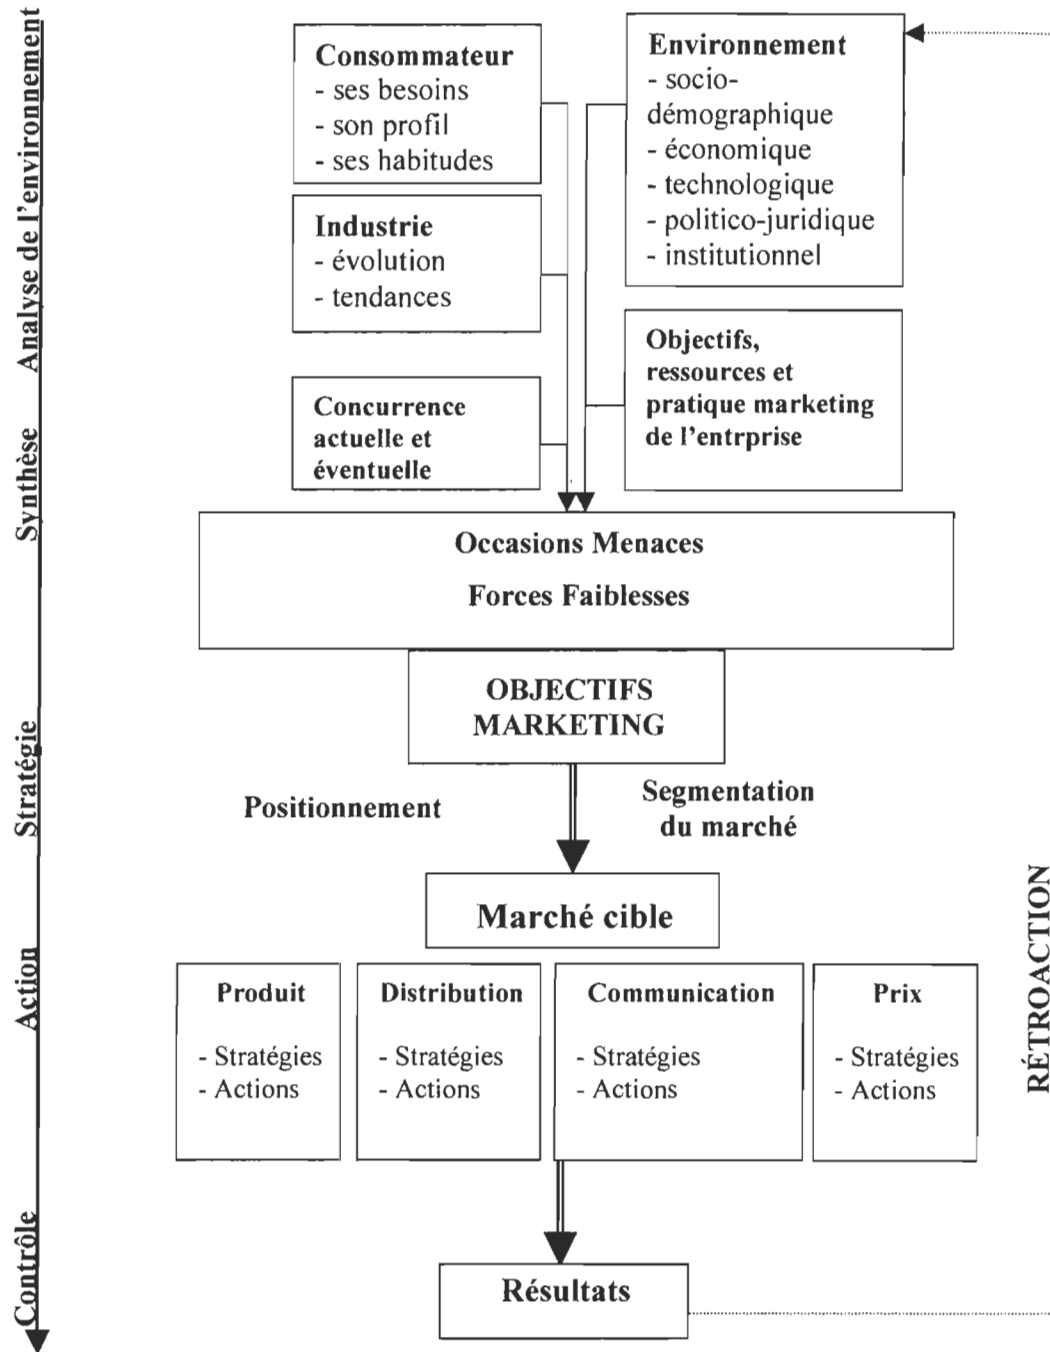 Analyse de l'environnement
Synthèse
Stratégie
Action
Contrôle
Consommateur
- ses besoins
- son profil
- ses habitudes
Industrie
- évolution
- tendances
Concurrence
actuelle et
éventuelle
Environnement
- socio-
démographique
- économique
- technologique
- politico-juridique
- institutionnel
Objectifs,
ressources et
pratique marketing
de l'entrprise
Occasions Menaces
Forces Faiblesses
OBJECTIFS
MARKETING
Positionnement
Segmentation
du marché
Marché cible
Produit
- Stratégies
- Actions
Distribution
- Stratégies
- Actions
Communication
- Stratégies
- Actions
Prix
- Stratégies
- Actions
Résultats
RÉTROACTION